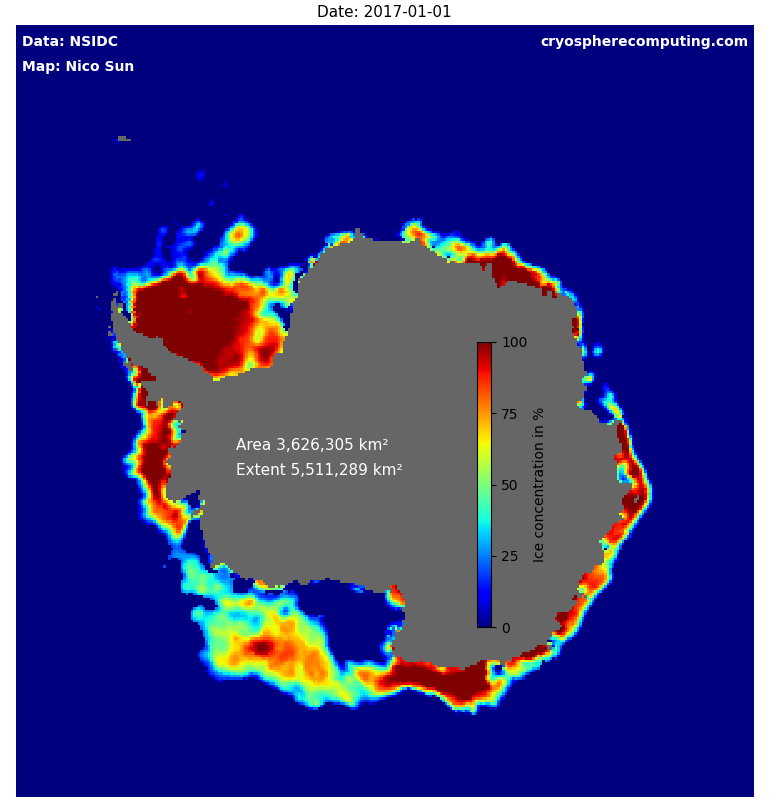 Date: 2017-01-01
Data: NSIDC
cryospherecomputing.com
Map: Nico Sun
Area 3,626,305 km²
Extent 5,511,289 km²
100
75
50
25
0
Ice concentration in %